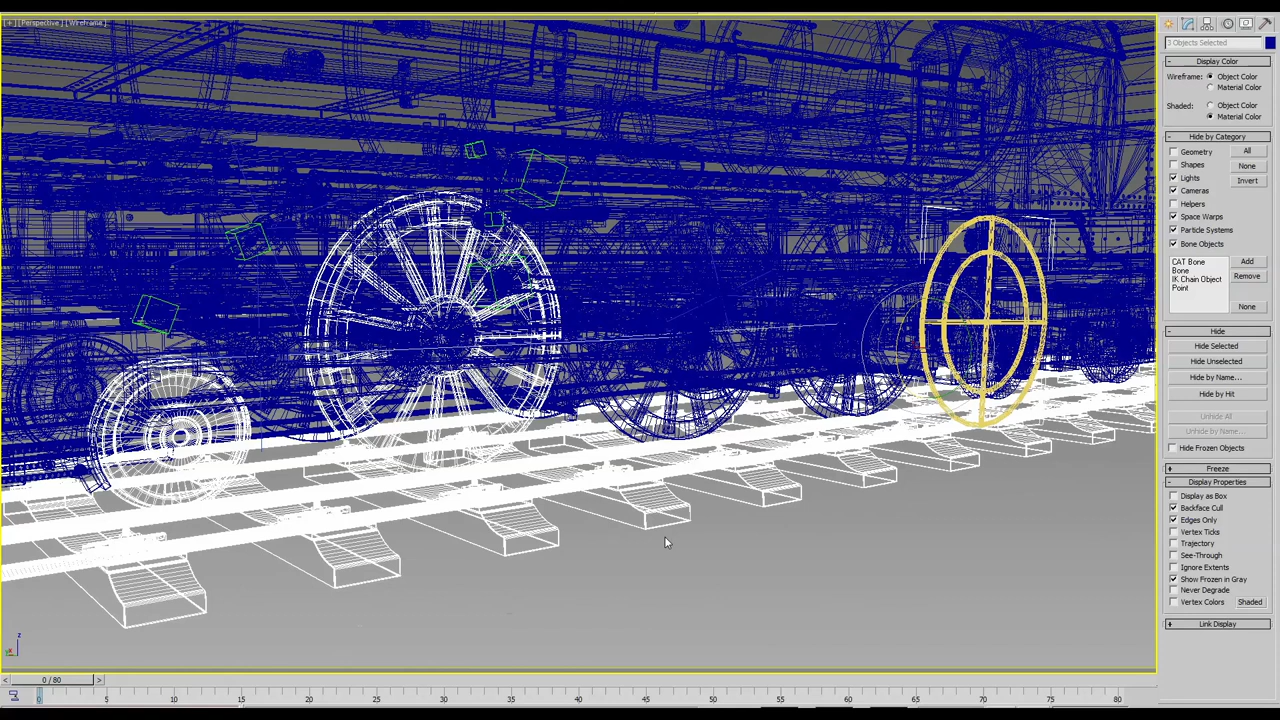 [+][Perspective][Wireframe]
3 Objects Selected
- Display Color
Wireframe: Object Color
Material Color
Shaded: Object Color
Material Color
- Hide by Category
Geometry All
Shapes None
Lights Invert
Cameras
Helpers
Space Warps
Particle Systems
Bone Objects
CAT Bone Add
Bone Remove
IK Chain Object
Point
None
- Hide
Hide Selected
Hide Unselected
Hide by Name...
Hide by Hit
Unhide All
Unhide by Name...
Hide Frozen Objects
+ Freeze
- Display Properties
Display as Box
Backface Cull
Edges Only
Vertex Ticks
Trajectory
See-Through
Ignore Extents
Show Frozen in Gray
Never Degrade
Vertex Colors Shaded
+ Link Display
z
< 0 / 80 >
0 5 10 15 20 25 30 35 40 45 50 55 60 65 70 75 80